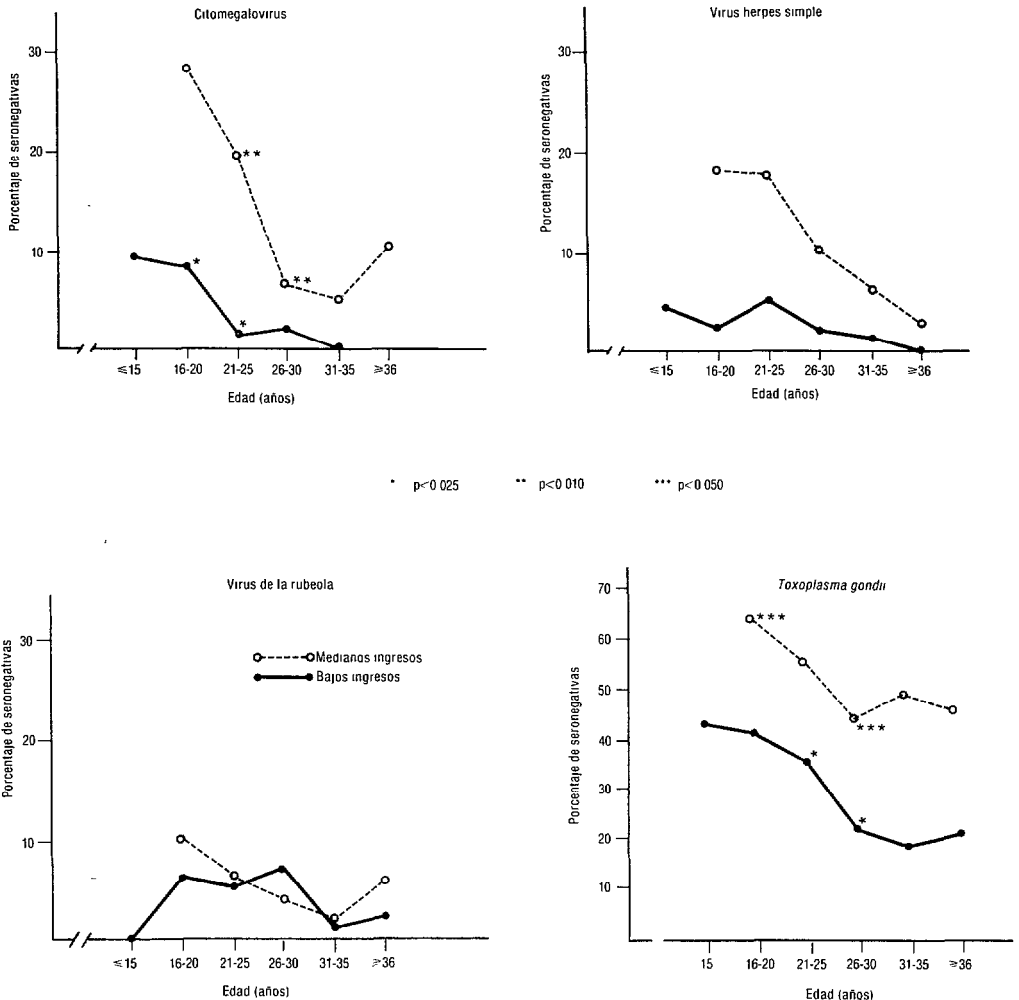 Citomegalovirus
Porcentaje de seronegativas
30
20
10
**
*
**
*
≤15 16-20 21-25 26-30 31-35 ≥36
Edad (años)
Virus herpes simple
Porcentaje de seronegativas
30
20
10
≤15 16-20 21-25 26-30 31-35 ≥36
Edad (años)
* p<0 025 ** p<0 010 *** p<0 050
Virus de la rubeola
Porcentaje de seronegativas
30
20
10
Medianos ingresos
Bajos ingresos
≤15 16-20 21-25 26-30 31-35 ≥36
Edad (años)
Toxoplasma gondii
Porcentaje de seronegativas
70
60
50
40
30
20
10
***
***
*
*
15 16-20 21-25 26-30 31-35 ≥36
Edad (años)